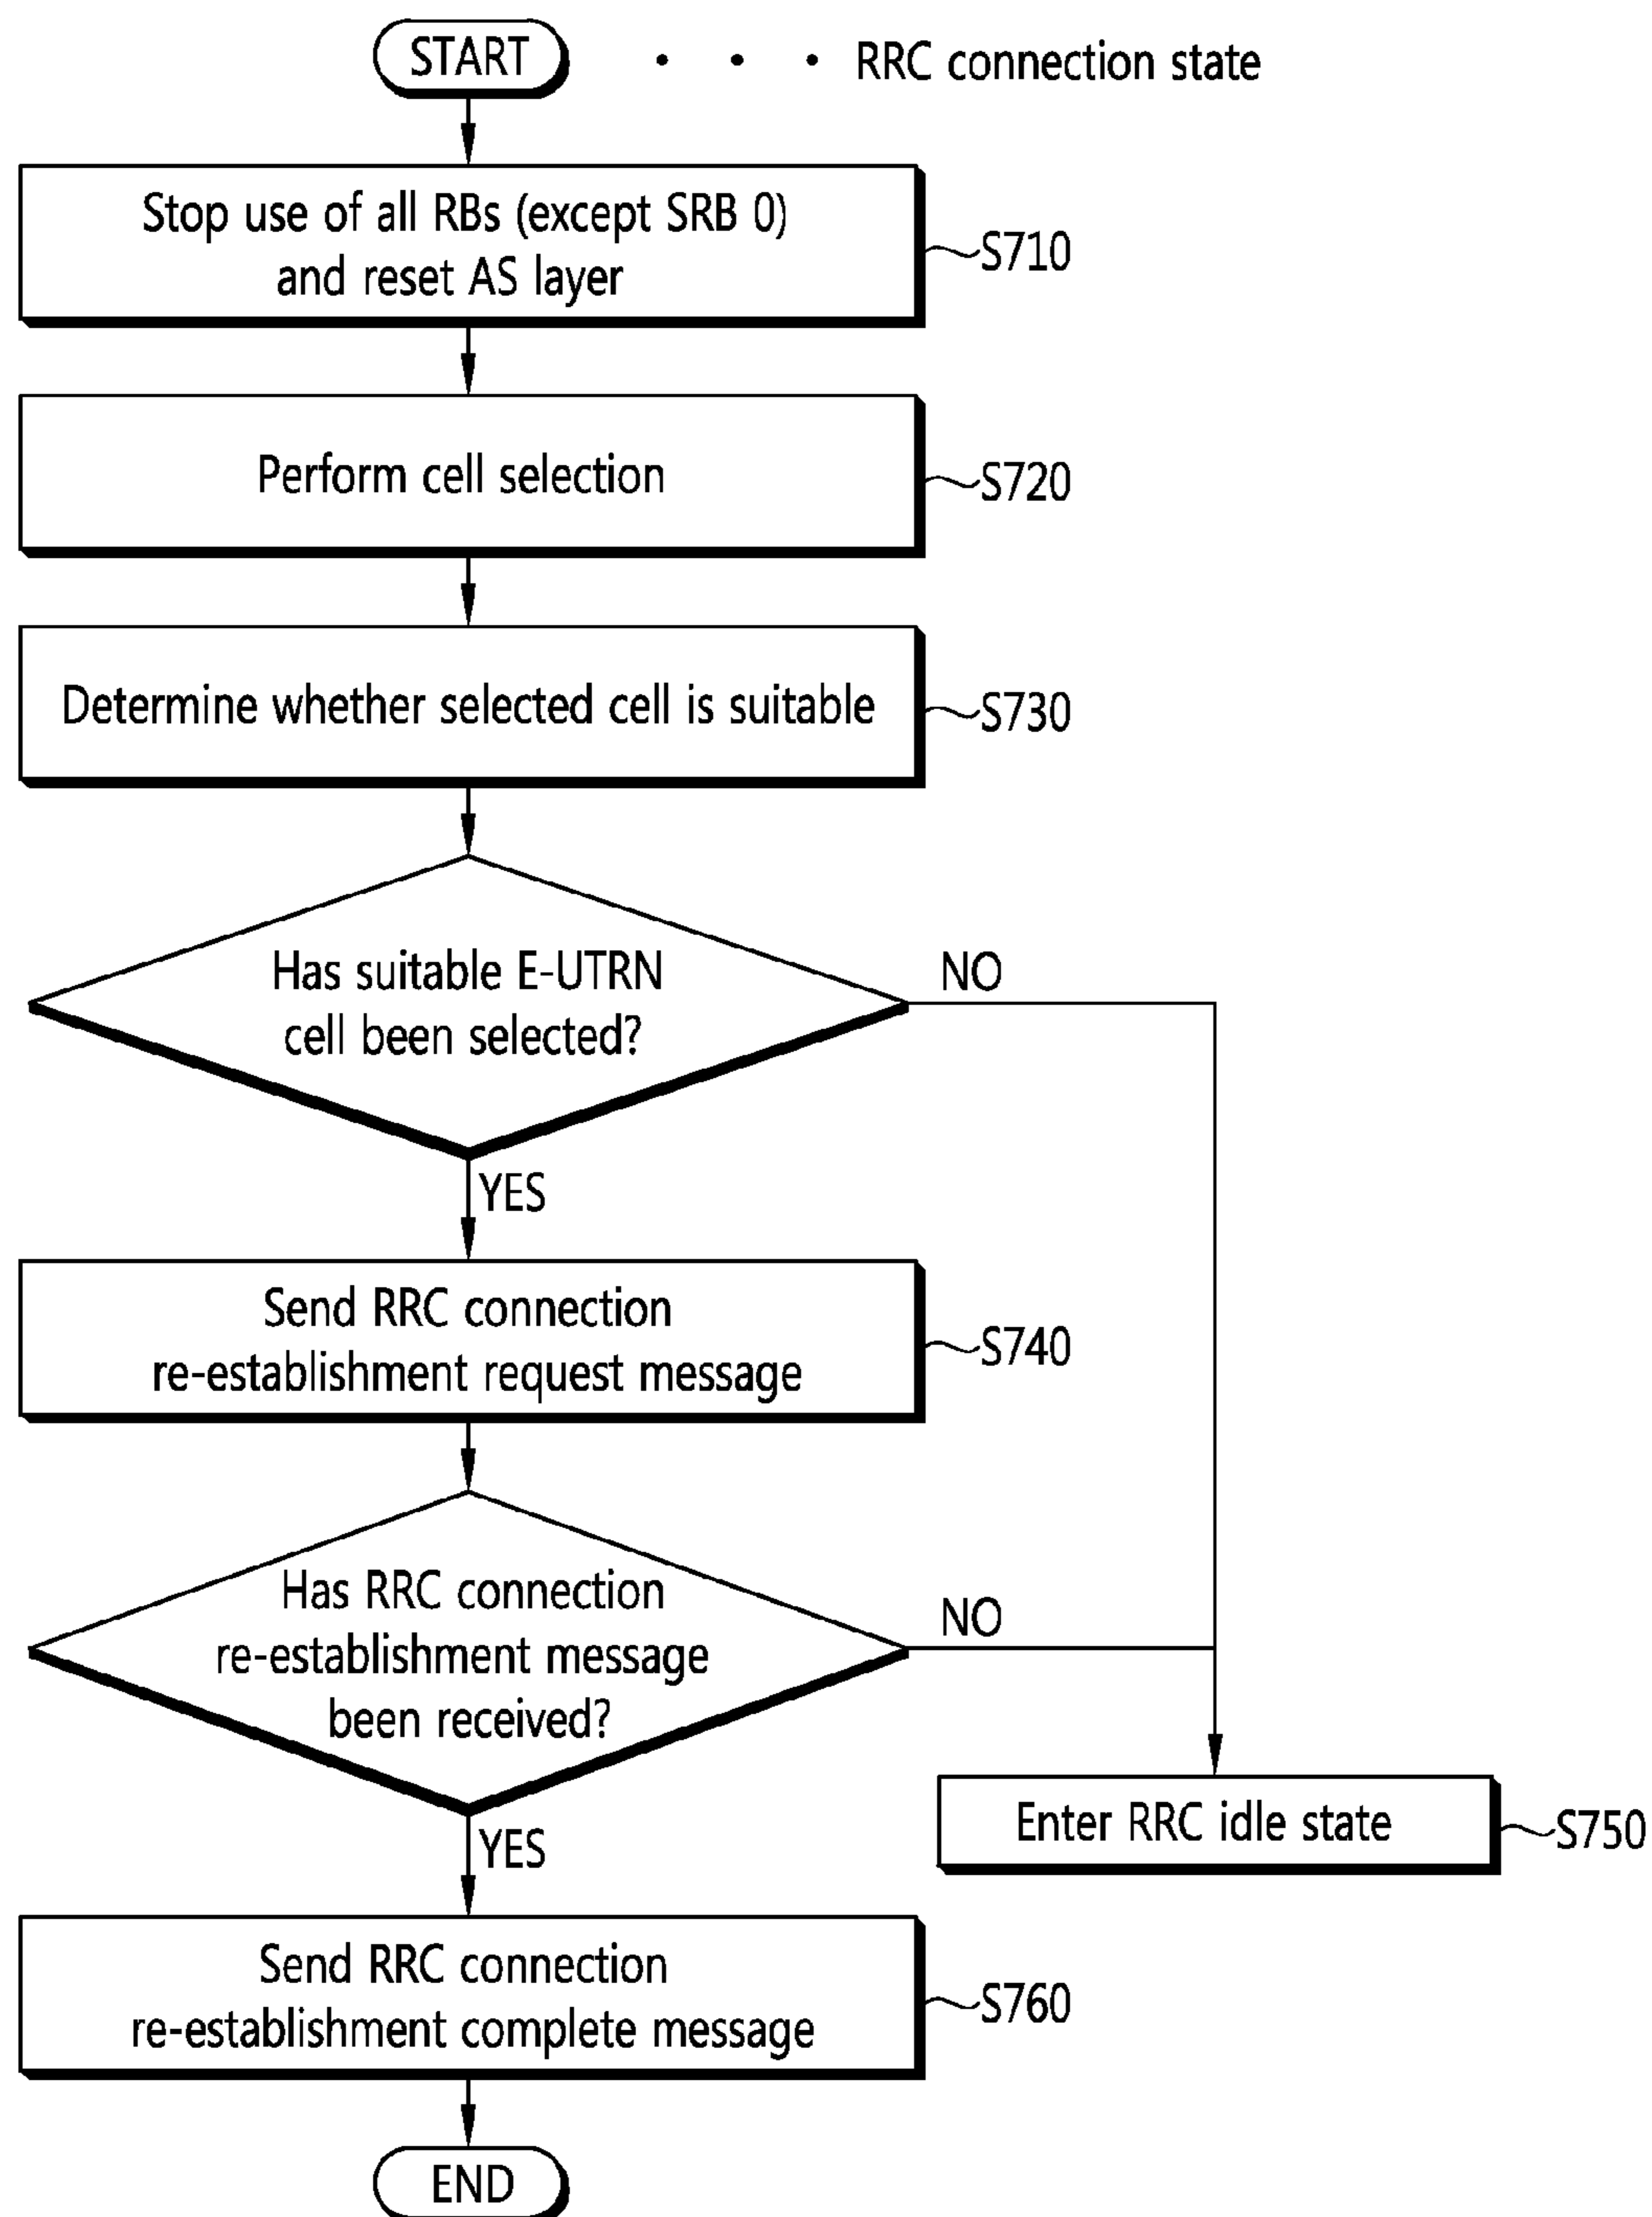 START
• • • RRC connection state
Stop use of all RBs (except SRB 0)
and reset AS layer
S710
Perform cell selection
S720
Determine whether selected cell is suitable
S730
Has suitable E-UTRN
cell been selected?
NO
YES
Send RRC connection
re-establishment request message
S740
Has RRC connection
re-establishment message
been received?
NO
YES
Enter RRC idle state
S750
Send RRC connection
re-establishment complete message
S760
END